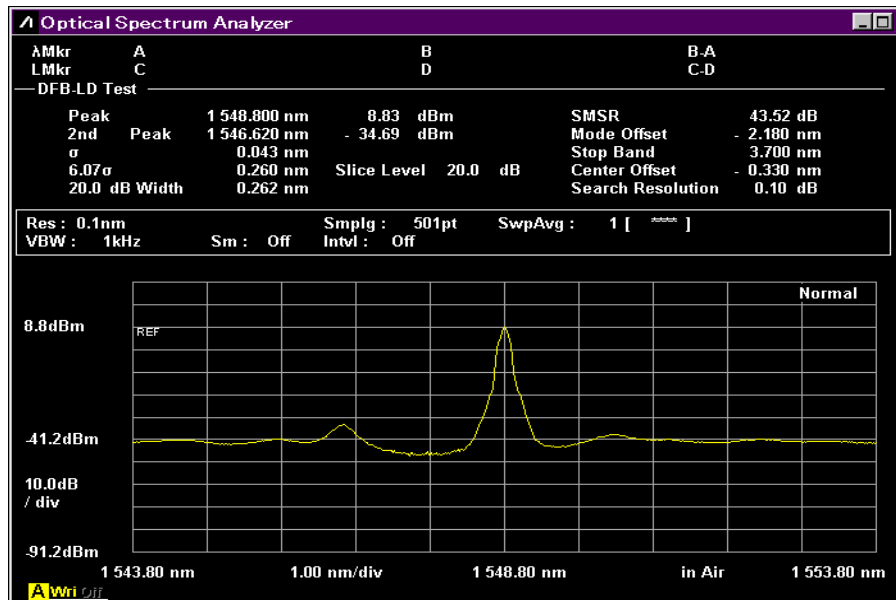 Optical Spectrum Analyzer
λMkr A B B-A
LMkr C D C-D
DFB-LD Test
Peak 1 548.800 nm 8.83 dBm SMSR 43.52 dB
2nd Peak 1 546.620 nm - 34.69 dBm Mode Offset - 2.180 nm
σ 0.043 nm Stop Band 3.700 nm
6.07σ 0.260 nm Slice Level 20.0 dB Center Offset - 0.330 nm
20.0 dB Width 0.262 nm Search Resolution 0.10 dB
Res : 0.1nm Smplg : 501pt SwpAvg : 1 [ **** ]
VBW : 1kHz Sm : Off Intvl : Off
Normal
8.8dBm REF
-41.2dBm
10.0dB
/ div
-91.2dBm
1 543.80 nm 1.00 nm/div 1 548.80 nm in Air 1 553.80 nm
A Wri Off